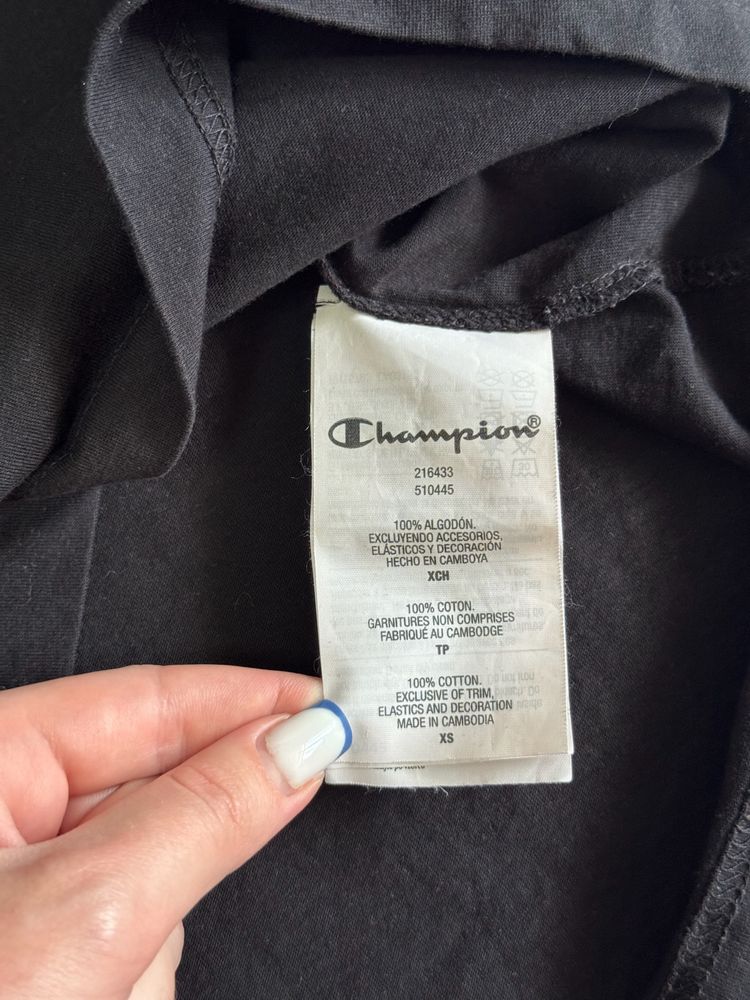 Champion®
216433
510445
100% ALGODÓN.
EXCLUYENDO ACCESORIOS,
ELÁSTICOS Y DECORACIÓN
HECHO EN CAMBOYA
XCH
100% COTON.
GARNITURES NON COMPRISES
FABRIQUÉ AU CAMBODGE
TP
100% COTTON.
EXCLUSIVE OF TRIM,
ELASTICS AND DECORATION
MADE IN CAMBODIA
XS